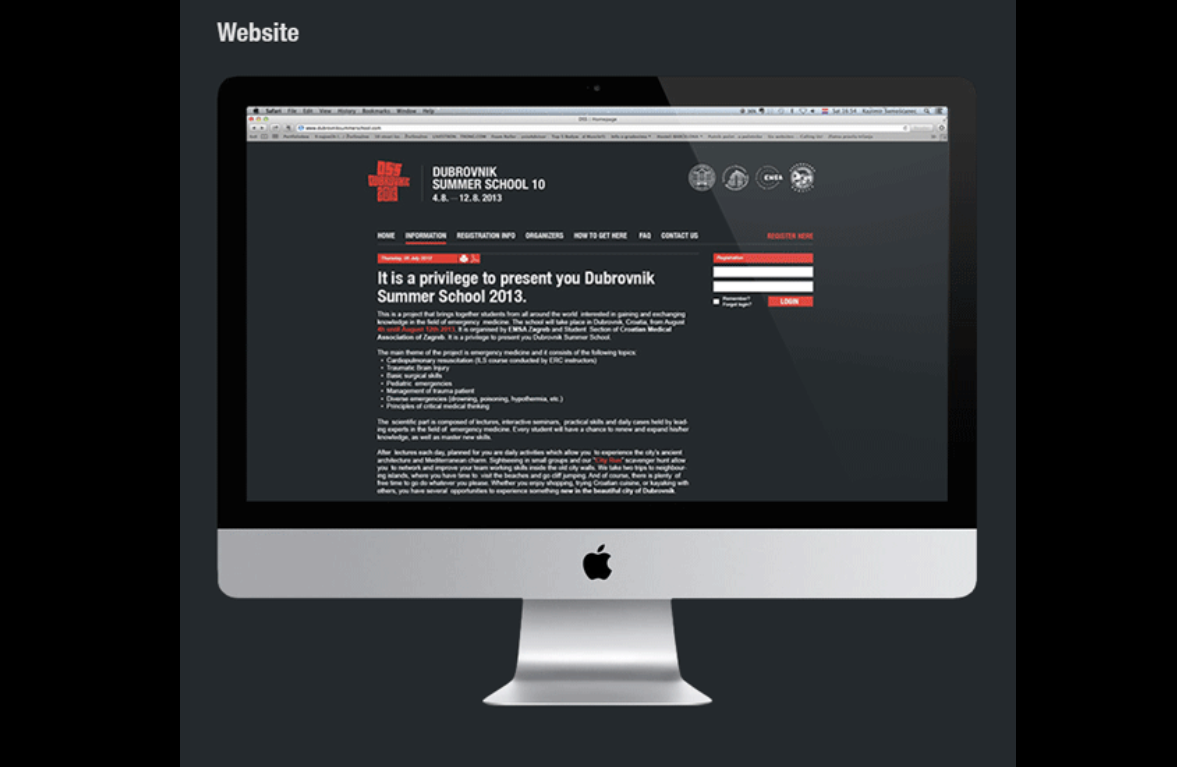 Website
Safari File Edit View History Bookmarks Window Help
Sat 16:54
DSS | Homepage
www.dubrovniksummerschool.com
DSS
DUBROVNIK
2013
DUBROVNIK
SUMMER SCHOOL 10
4.8. — 12.8. 2013
EMSA
HOME INFORMATION REGISTRATION INFO ORGANIZERS HOW TO GET HERE FAQ CONTACT US
REGISTER HERE
Registration
Remember?
Forgot login?
LOGIN
It is a privilege to present you Dubrovnik
Summer School 2013.
This is a project that brings together students from all around the world interested in gaining and exchanging
knowledge in the field of emergency medicine. The school will take place in Dubrovnik, Croatia, from August
4h until August 12th 2013. It is organised by EMSA Zagreb and Student Section of Croatian Medical
Association of Zagreb. It is a privilege to present you Dubrovnik Summer School.
The main theme of the project is emergency medicine and it consists of the following topics:
• Cardiopulmonary resuscitation (ILS course conducted by ERC instructors)
• Traumatic Brain Injury
• Basic surgical skills
• Pediatric emergencies
• Management of trauma patient
• Diverse emergencies (drowning, poisoning, hypothermia, etc.)
• Principles of critical medical thinking
The scientific part is composed of lectures, interactive seminars, practical skills and daily cases held by lead-
ing experts in the field of emergency medicine. Every student will have a chance to renew and expand his/her
knowledge, as well as master new skills.
After lectures each day, planned for you are daily activities which allow you to experience the city's ancient
architecture and Mediterranean charm. Sightseeing in small groups and our "City Gun" scavenger hunt allow
you to network and improve your team working skills inside the old city walls. We take two trips to neighbour-
ing islands, where you have time to visit the beaches and go cliff jumping. And of course, there is plenty of
free time to go do whatever you please. Whether you enjoy shopping, trying Croatian cuisine, or kayaking with
others, you have several opportunities to experience something new in the beautiful city of Dubrovnik.